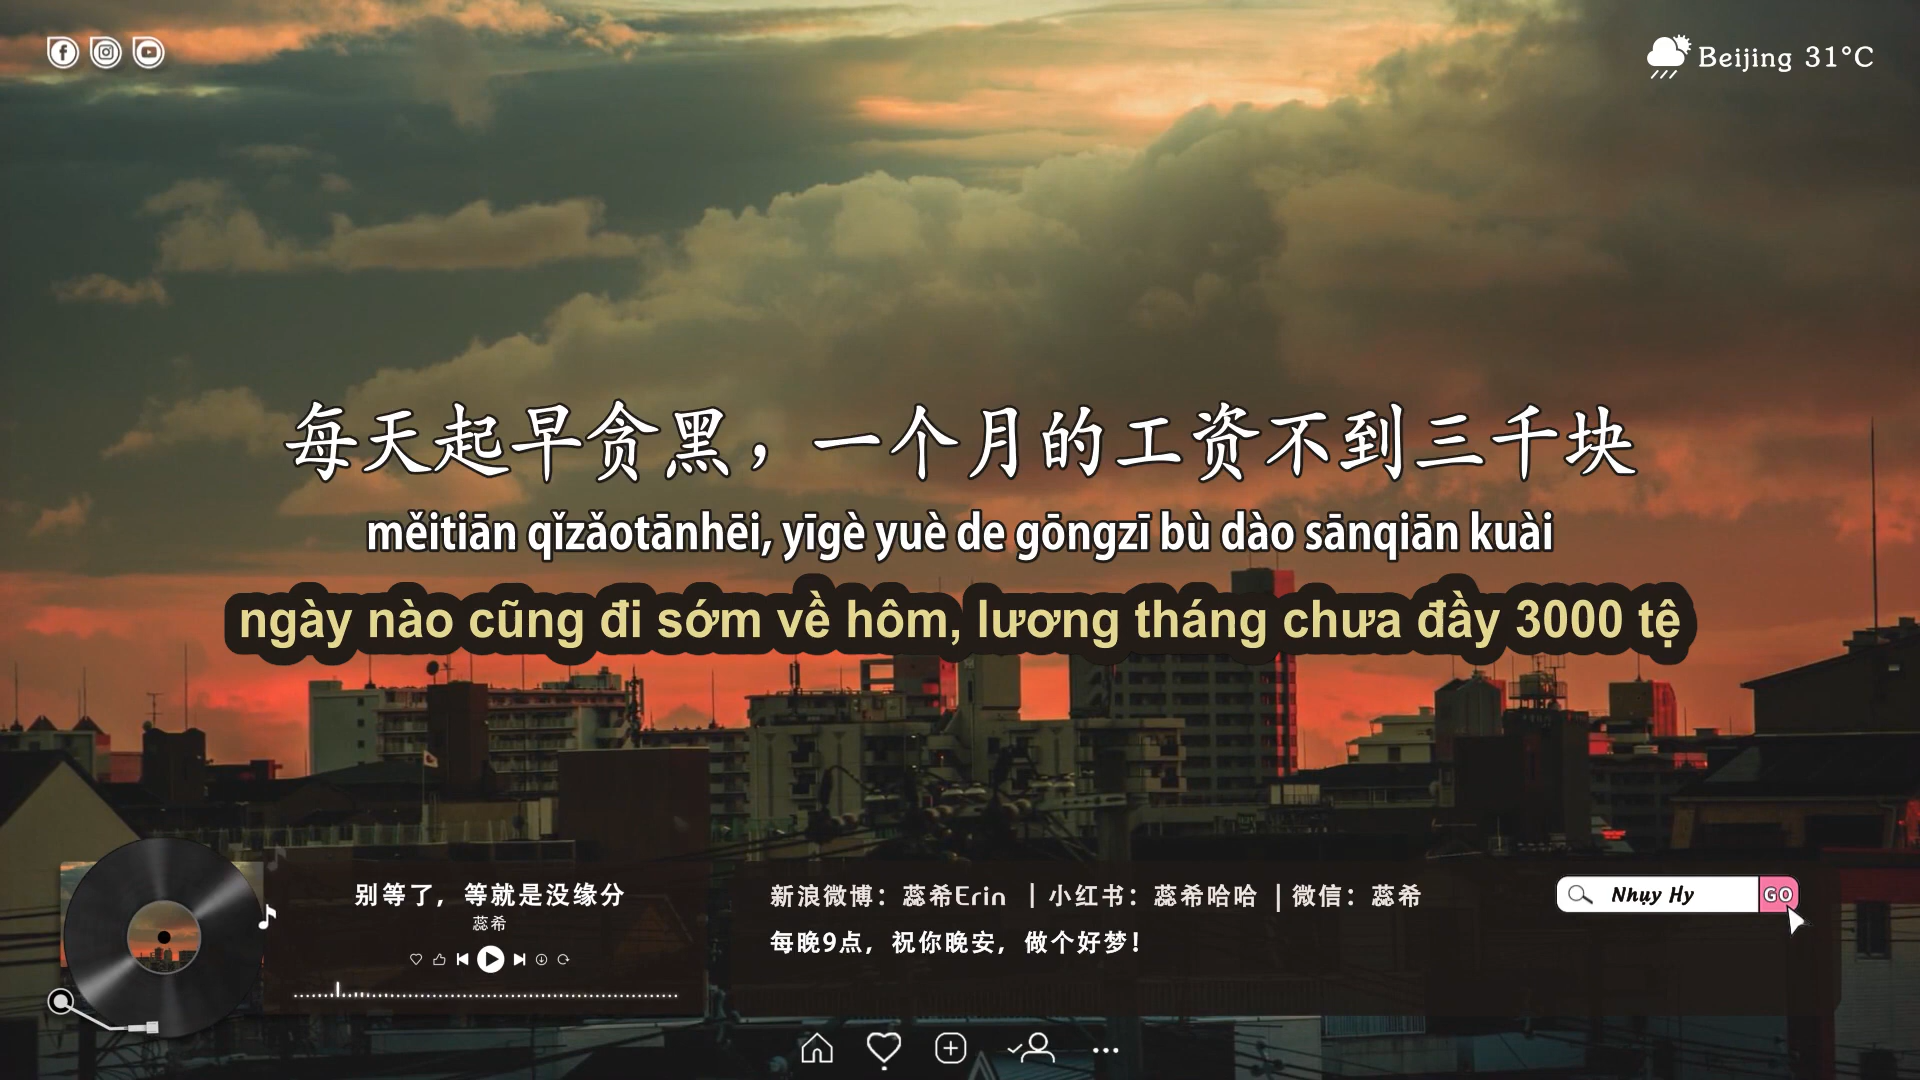 Beijing 31°C
每天起早贪黑，一个月的工资不到三千块
měitiān qǐzǎotānhēi, yīgè yuè de gōngzī bù dào sānqiān kuài
ngày nào cũng đi sớm về hôm, lương tháng chưa đầy 3000 tệ
别等了，等就是没缘分
蕊希
新浪微博：蕊希Erin ｜小红书：蕊希哈哈 ｜微信：蕊希
每晚9点，祝你晚安，做个好梦！
Nhụy Hy GO